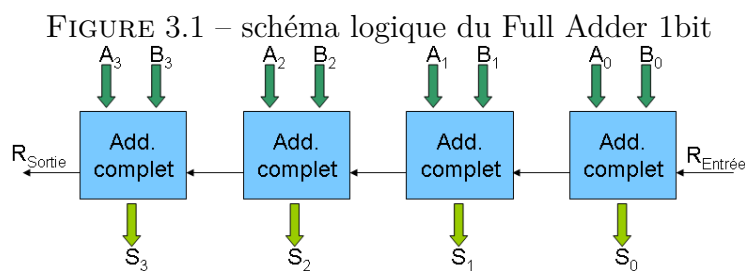 FIGURE 3.1 – schéma logique du Full Adder 1bit
A3 B3 A2 B2 A1 B1 A0 B0
Add. complet Add. complet Add. complet Add. complet
RSortie REntrée
S3 S2 S1 S0